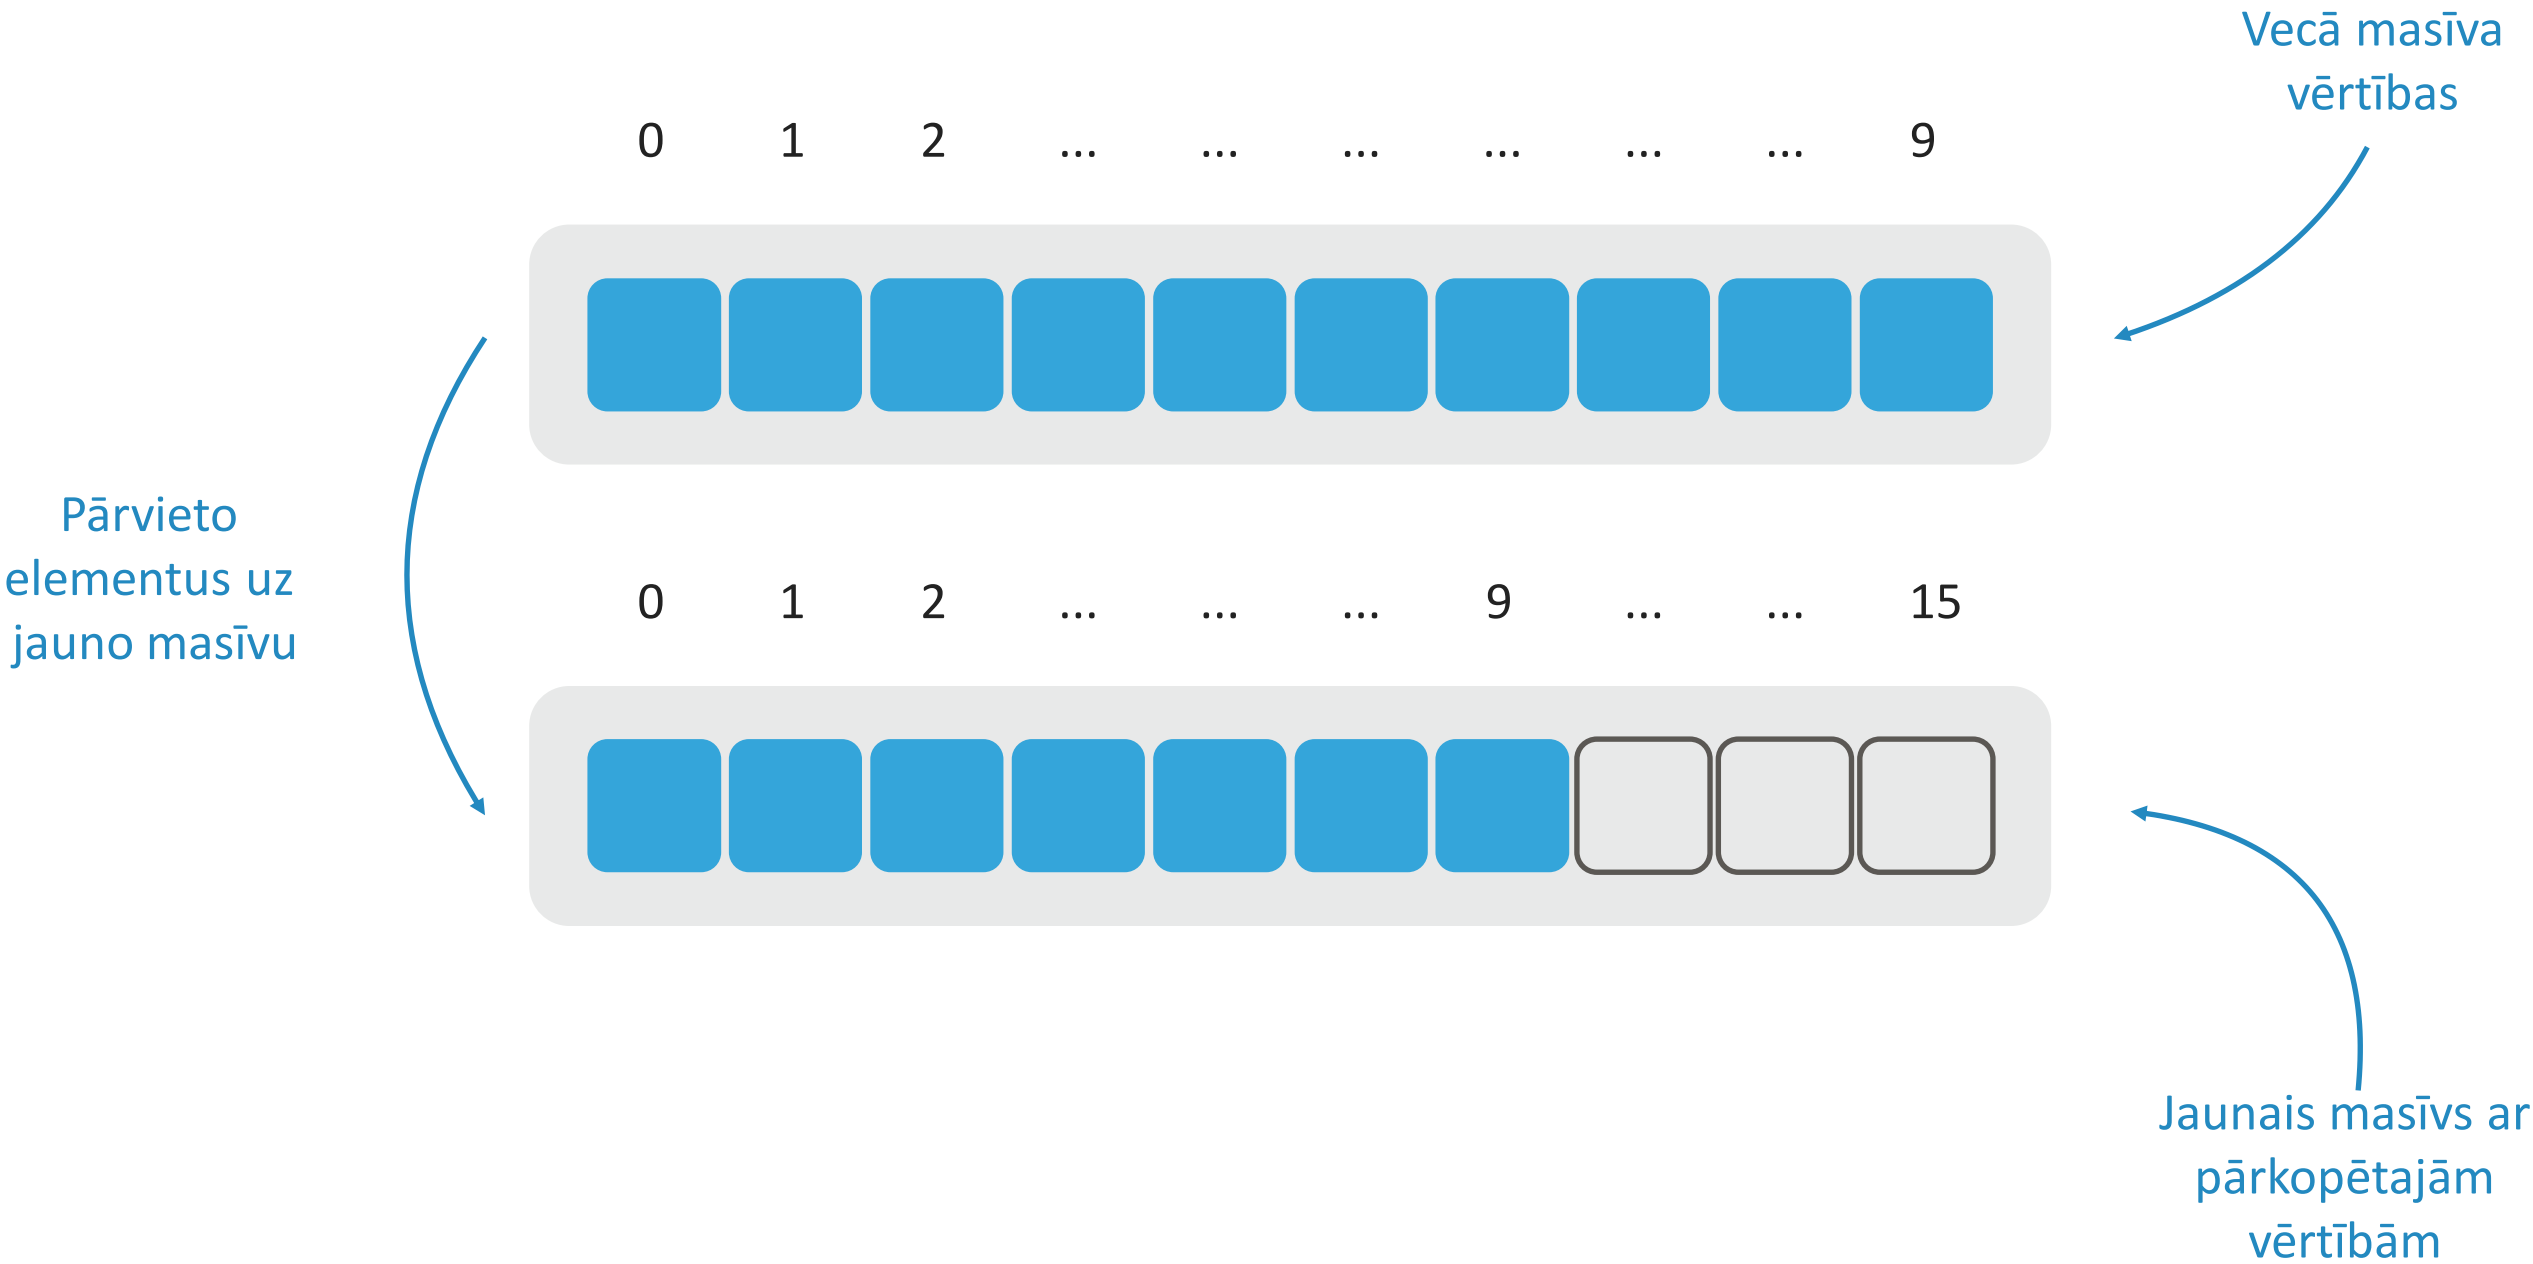 Vecā masīva
vērtības
0 1 2 ... ... ... ... ... ... 9
Pārvieto
elementus uz
jauno masīvu
0 1 2 ... ... ... 9 ... ... 15
Jaunais masīvs ar
pārkopētajām
vērtībām